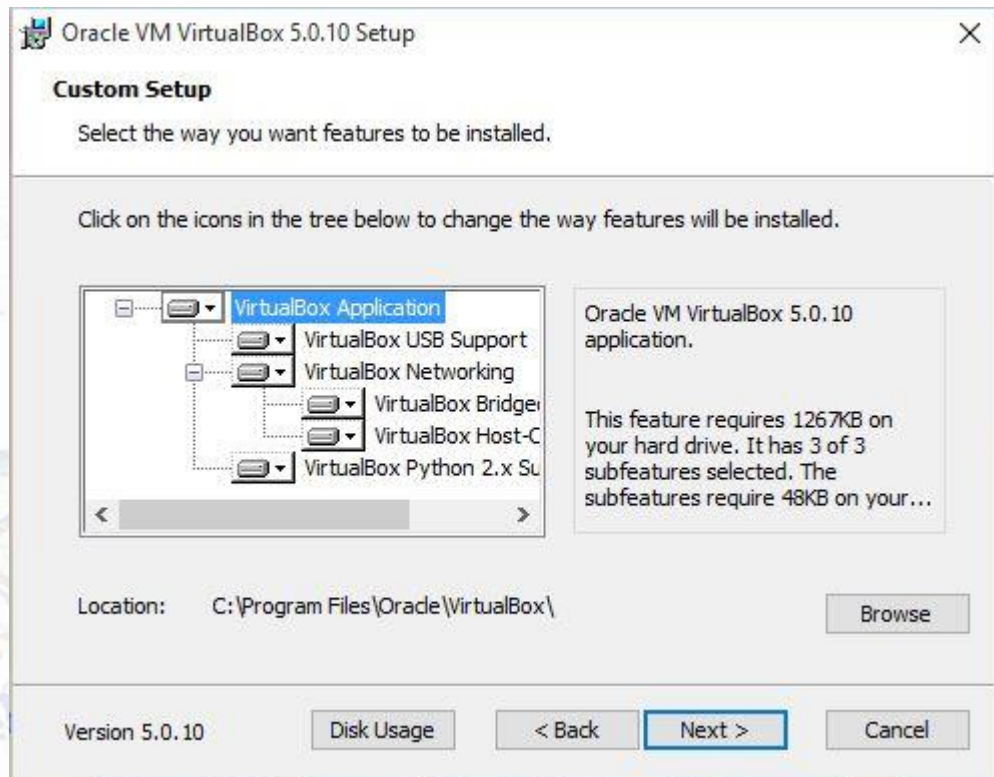 Oracle VM VirtualBox 5.0.10 Setup
Custom Setup
Select the way you want features to be installed.
Click on the icons in the tree below to change the way features will be installed.
VirtualBox Application
VirtualBox USB Support
VirtualBox Networking
VirtualBox Bridge
VirtualBox Host-C
VirtualBox Python 2.x Su
Oracle VM VirtualBox 5.0.10
application.
This feature requires 1267KB on
your hard drive. It has 3 of 3
subfeatures selected. The
subfeatures require 48KB on your...
Location: C:\Program Files\Oracle\VirtualBox\
Browse
Version 5.0.10
Disk Usage
< Back
Next >
Cancel